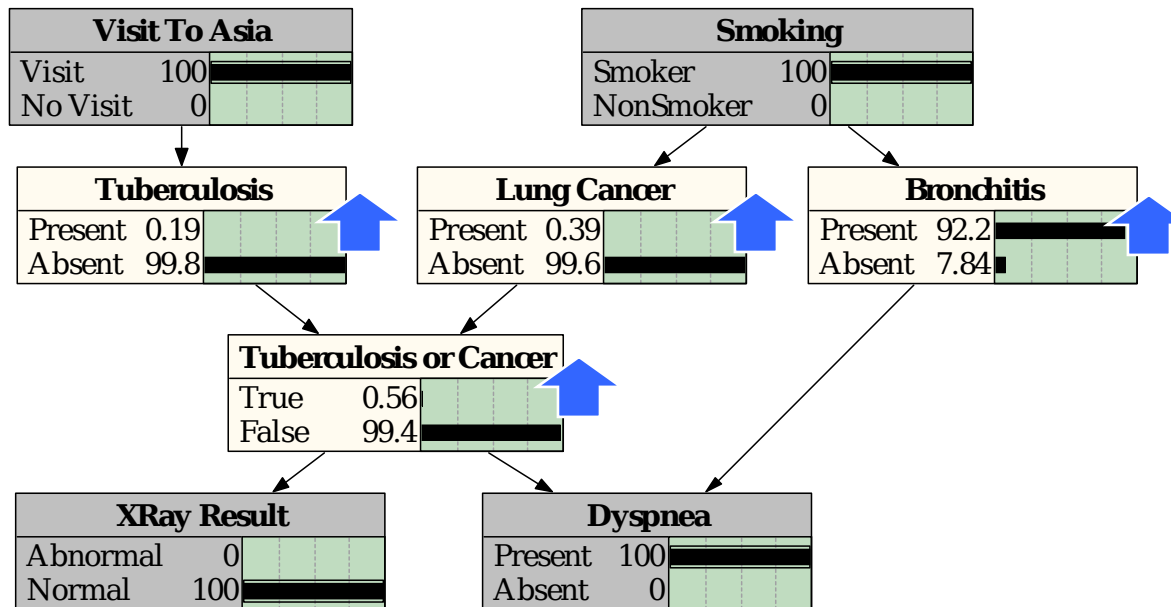 Visit To Asia
Visit 100
No Visit 0
Smoking
Smoker 100
NonSmoker 0
Tuberculosis
Present 0.19
Absent 99.8
Lung Cancer
Present 0.39
Absent 99.6
Bronchitis
Present 92.2
Absent 7.84
Tuberculosis or Cancer
True 0.56
False 99.4
XRay Result
Abnormal 0
Normal 100
Dyspnea
Present 100
Absent 0